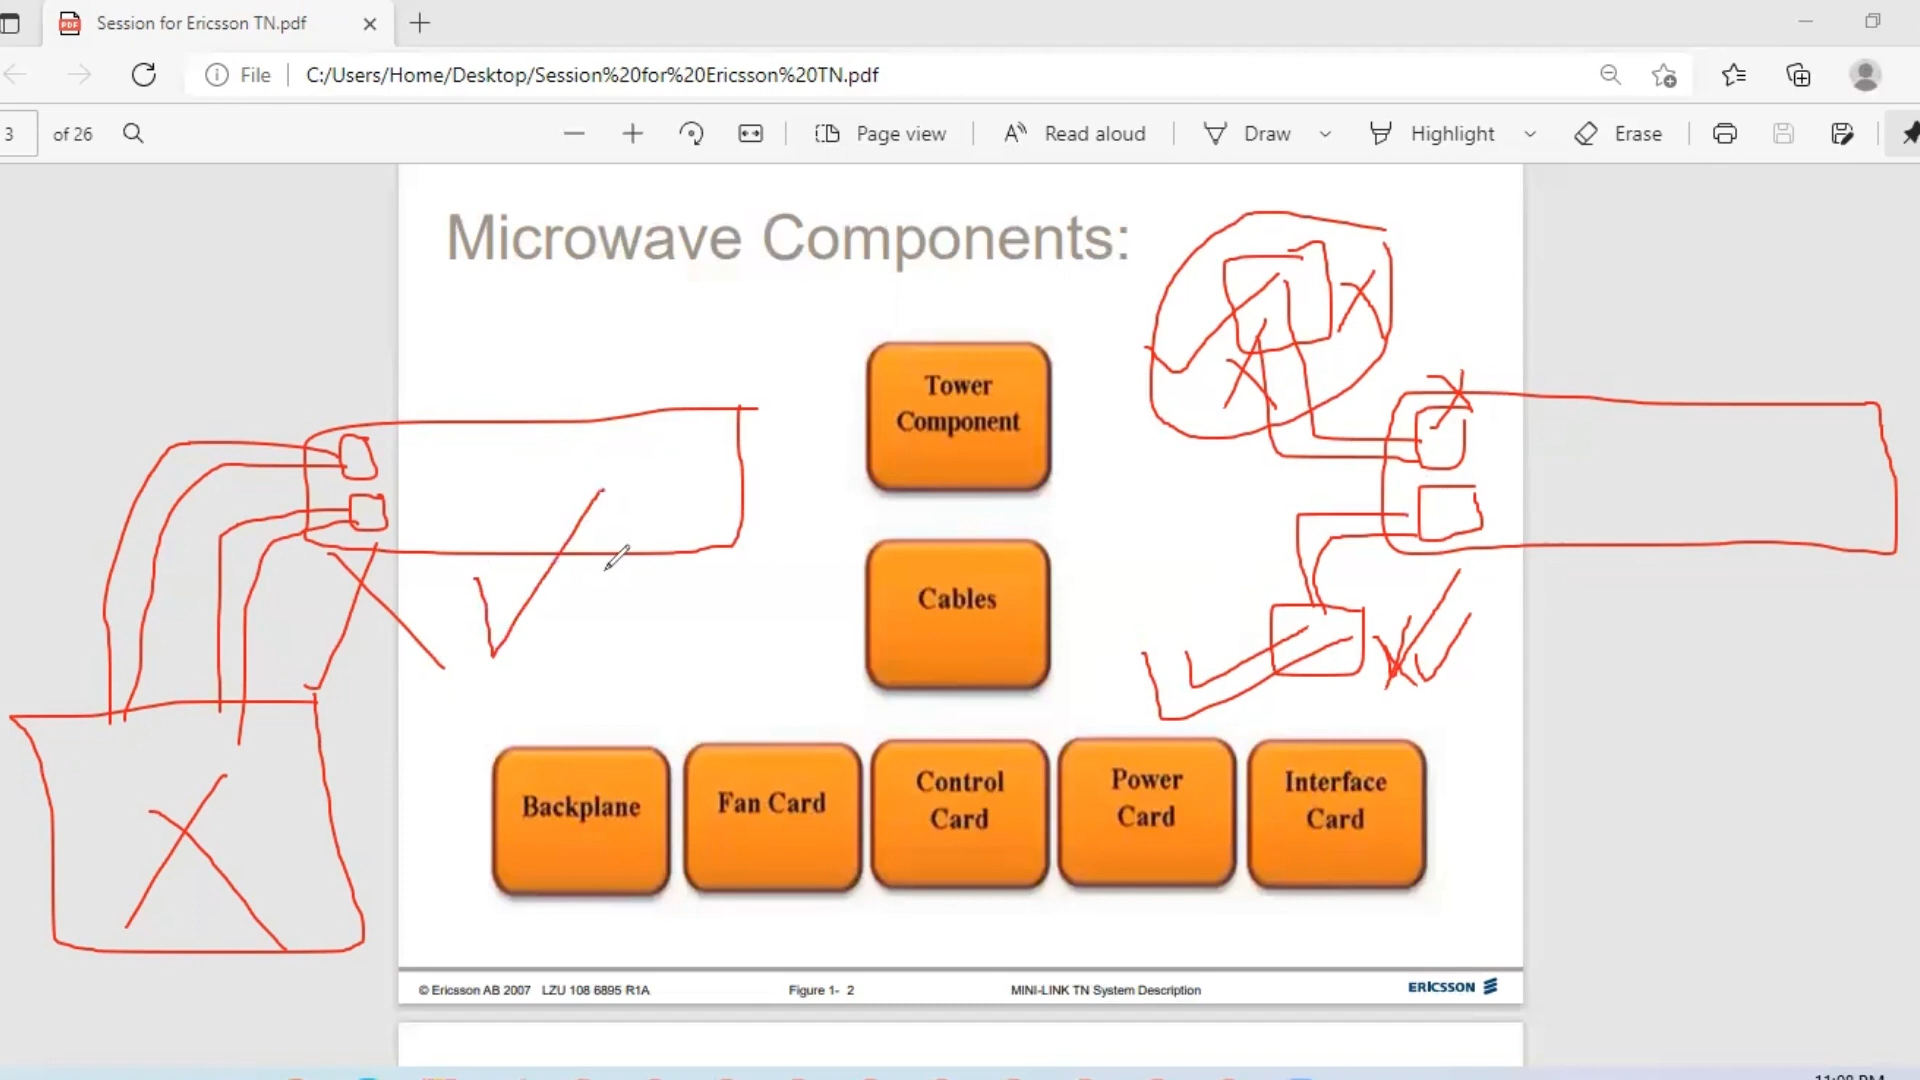 Session for Ericsson TN.pdf
File C:/Users/Home/Desktop/Session%20for%20Ericsson%20TN.pdf
3 of 26 Page view Read aloud Draw Highlight Erase
Microwave Components:
Tower
Component
Cables
Backplane
Fan Card
Control
Card
Power
Card
Interface
Card
© Ericsson AB 2007 LZU 108 6895 R1A Figure 1- 2 MINI-LINK TN System Description ERICSSON